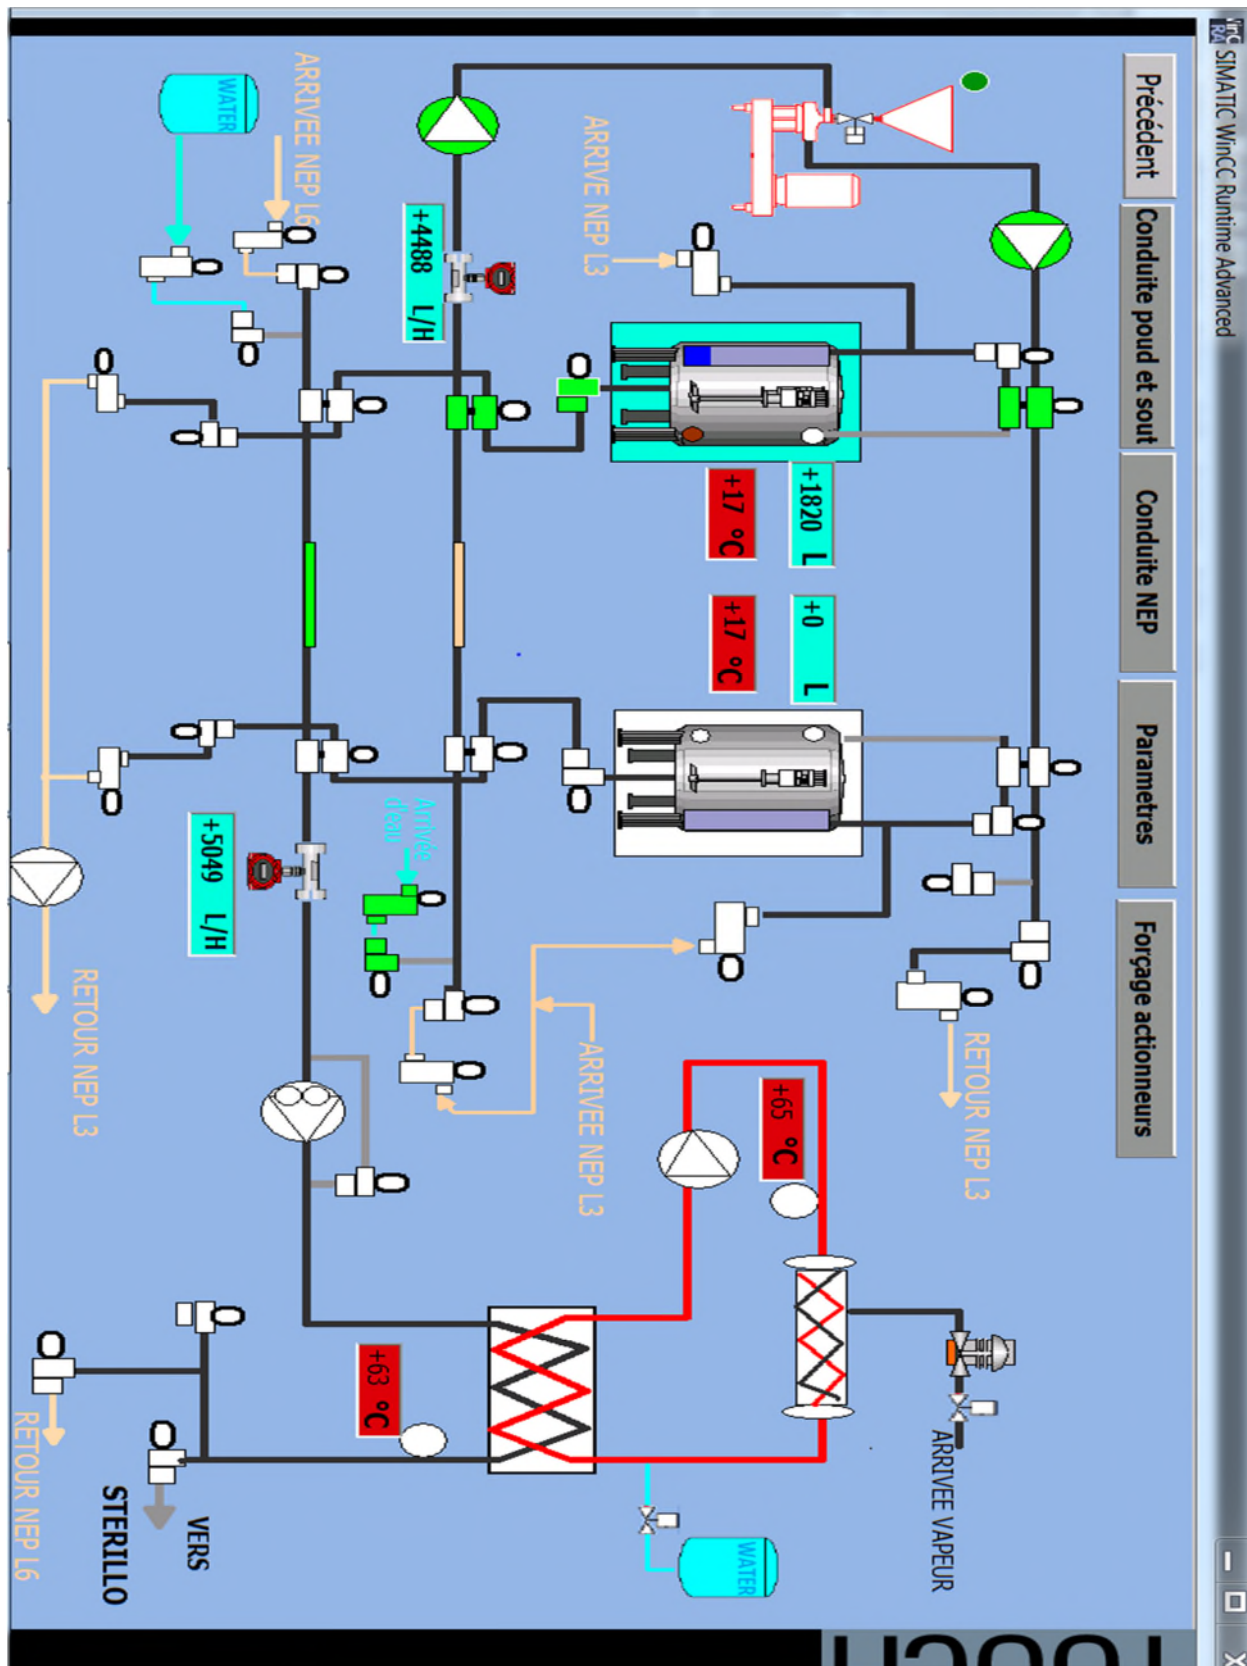 SIMATIC WinCC Runtime Advanced
Précédent
Conduite poud et sout
Conduite NEP
Parametres
Forçage actionneurs
ARRIVEE NEP L6
WATER
ARRIVE NEP L3
+4488 L/H
+1820 L
+17 °C
+0 L
+17 °C
Arrivée
d'eau
+5049 L/H
RETOUR NEP L3
ARRIVEE NEP L3
RETOUR NEP L3
+65 °C
+63 °C
ARRIVEE VAPEUR
WATER
VERS
STERILLO
RETOUR NEP L6